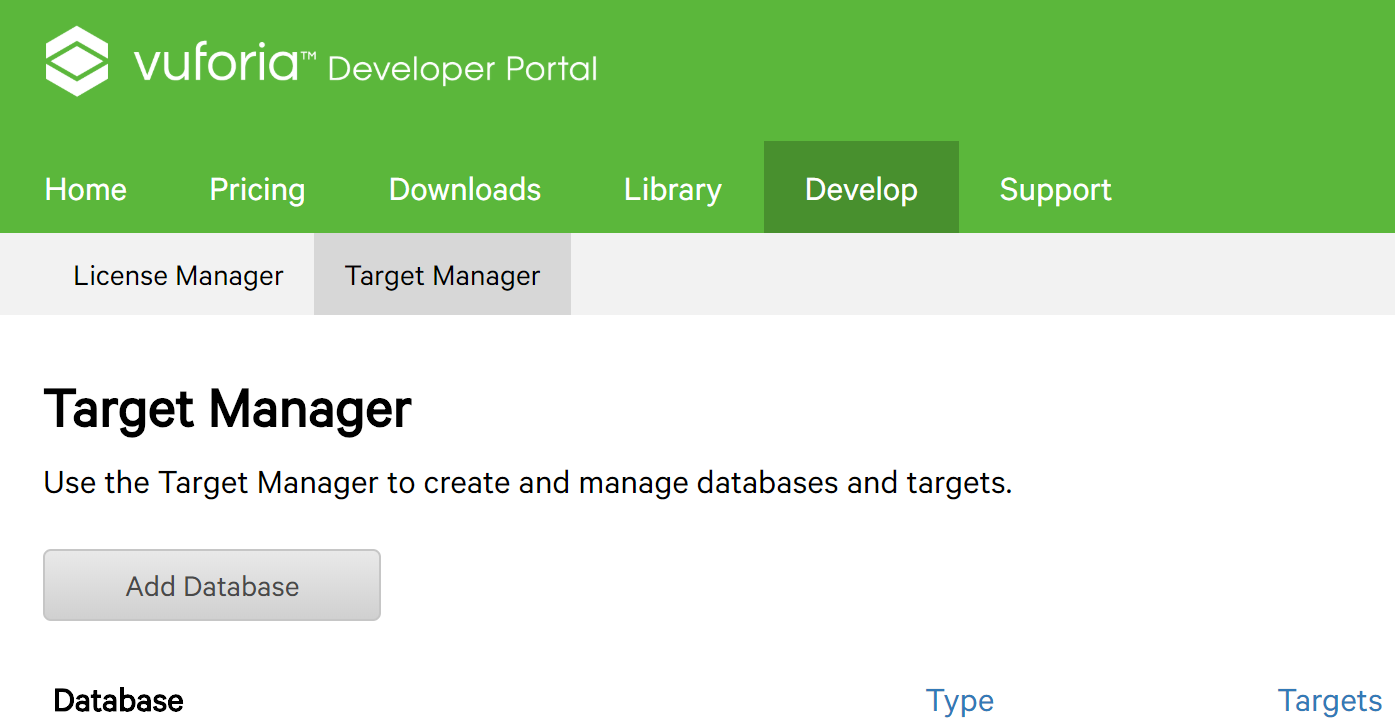 vuforia™ Developer Portal
Home Pricing Downloads Library Develop Support
License Manager Target Manager
Target Manager
Use the Target Manager to create and manage databases and targets.
Add Database
Database Type Targets